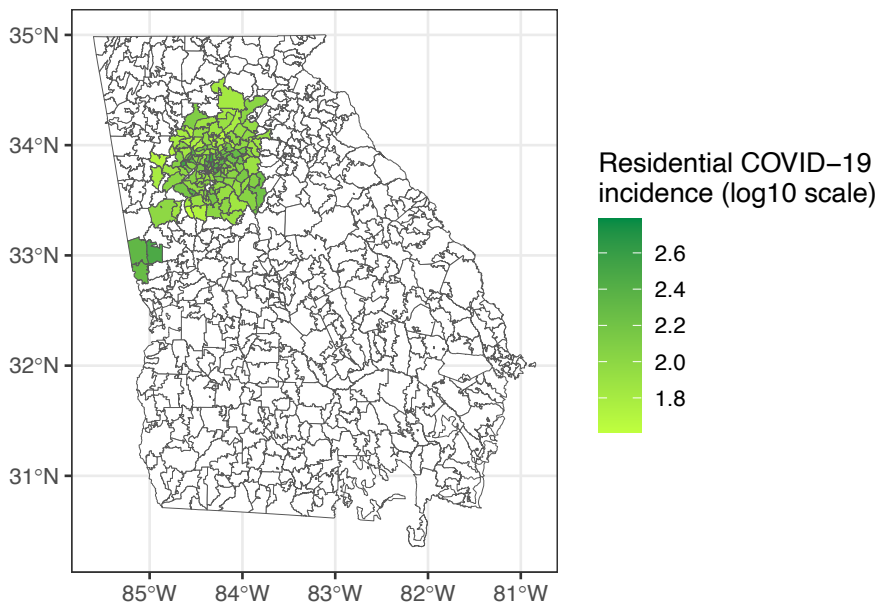 35°N
34°N
33°N
32°N
31°N
85°W 84°W 83°W 82°W 81°W
Residential COVID−19
incidence (log10 scale)
2.6
2.4
2.2
2.0
1.8